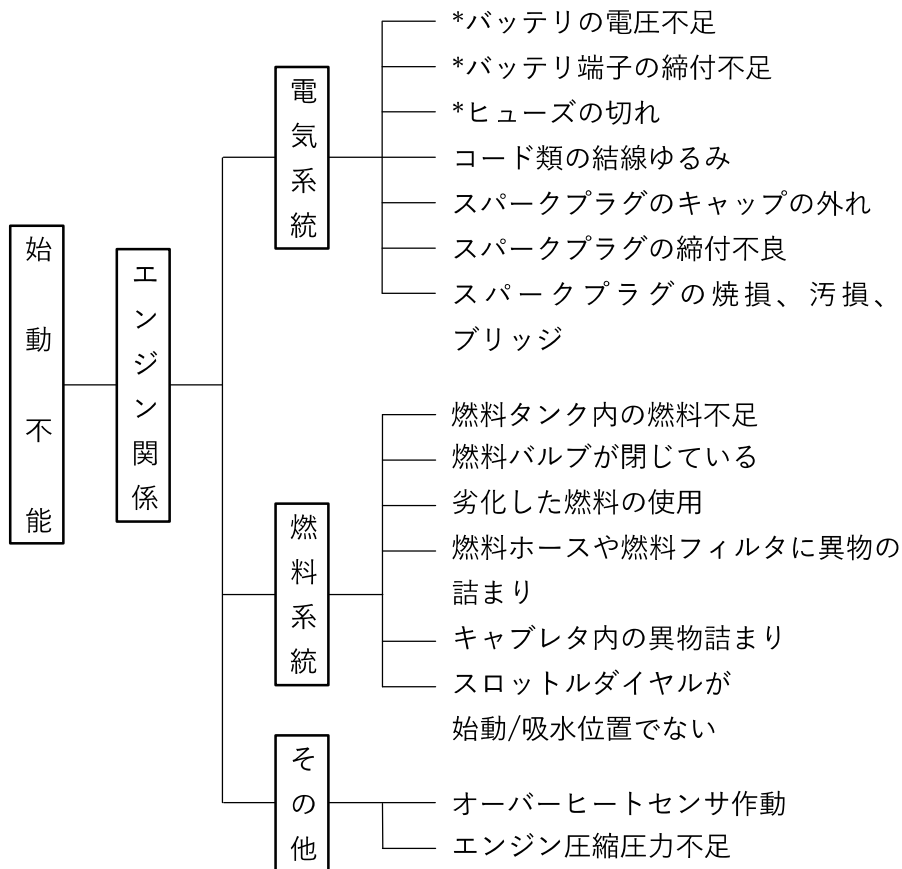 始動不能
エンジン関係
電気系統
*バッテリの電圧不足
*バッテリ端子の締付不足
*ヒューズの切れ
コード類の結線ゆるみ
スパークプラグのキャップの外れ
スパークプラグの締付不良
スパークプラグの焼損、汚損、
ブリッジ
燃料系統
燃料タンク内の燃料不足
燃料バルブが閉じている
劣化した燃料の使用
燃料ホースや燃料フィルタに異物の
詰まり
キャブレタ内の異物詰まり
スロットルダイヤルが
始動/吸水位置でない
その他
オーバーヒートセンサ作動
エンジン圧縮圧力不足